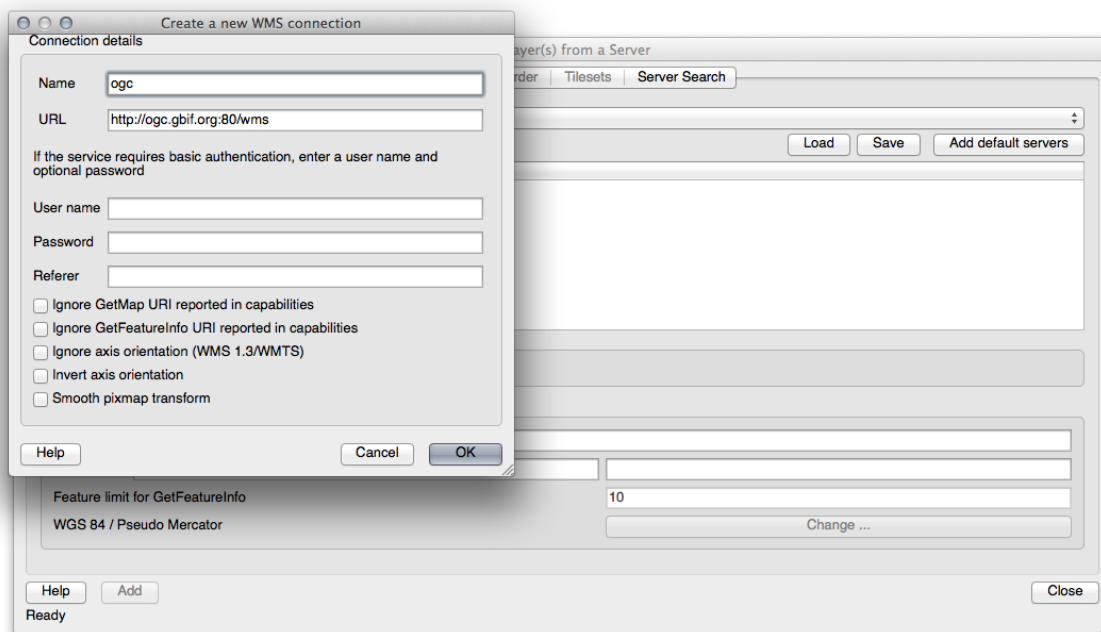 Create a new WMS connection
Connection details
Name
ogc
URL
http://ogc.gbif.org:80/wms
If the service requires basic authentication, enter a user name and
optional password
User name
Password
Referer
Ignore GetMap URI reported in capabilities
Ignore GetFeatureInfo URI reported in capabilities
Ignore axis orientation (WMS 1.3/WMTS)
Invert axis orientation
Smooth pixmap transform
Help
Cancel
OK
ayer(s) from a Server
rder
Tilesets
Server Search
Load
Save
Add default servers
Feature limit for GetFeatureInfo
10
WGS 84 / Pseudo Mercator
Change ...
Help
Add
Close
Ready